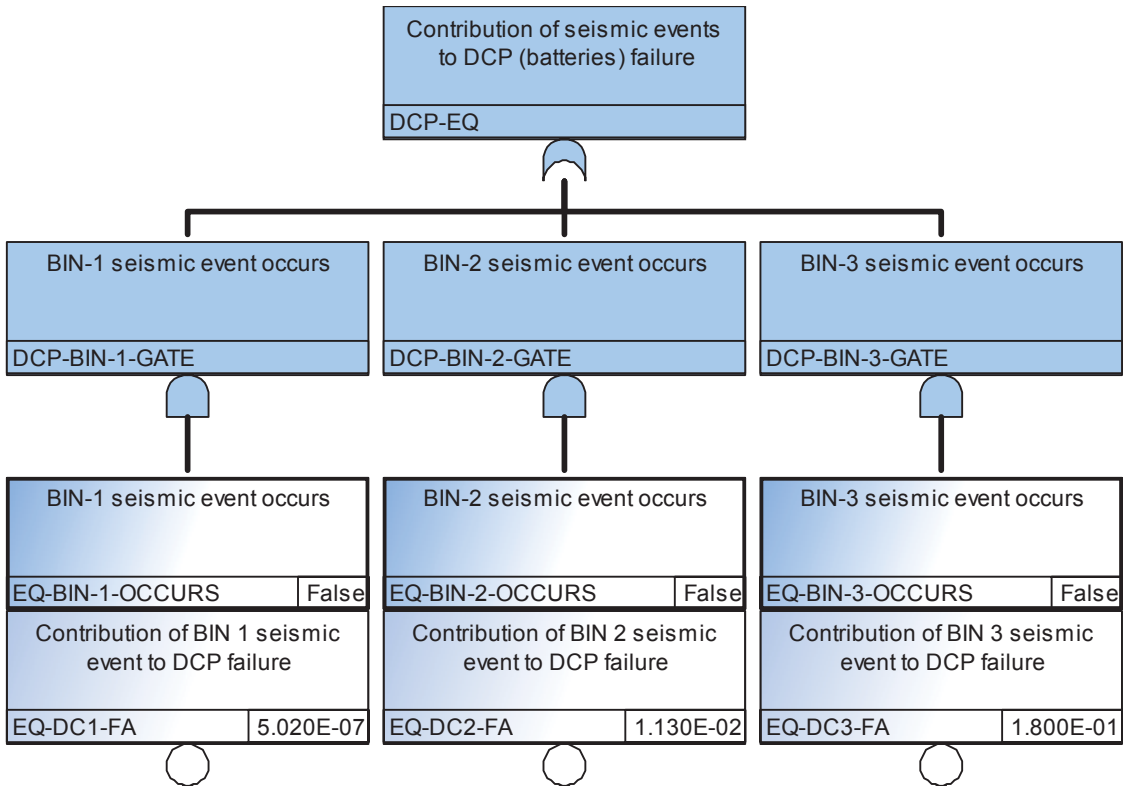 Contribution of seismic events
to DCP (batteries) failure
DCP-EQ
BIN-1 seismic event occurs
DCP-BIN-1-GATE
BIN-2 seismic event occurs
DCP-BIN-2-GATE
BIN-3 seismic event occurs
DCP-BIN-3-GATE
BIN-1 seismic event occurs
EQ-BIN-1-OCCURS False
Contribution of BIN 1 seismic
event to DCP failure
EQ-DC1-FA 5.020E-07
BIN-2 seismic event occurs
EQ-BIN-2-OCCURS False
Contribution of BIN 2 seismic
event to DCP failure
EQ-DC2-FA 1.130E-02
BIN-3 seismic event occurs
EQ-BIN-3-OCCURS False
Contribution of BIN 3 seismic
event to DCP failure
EQ-DC3-FA 1.800E-01